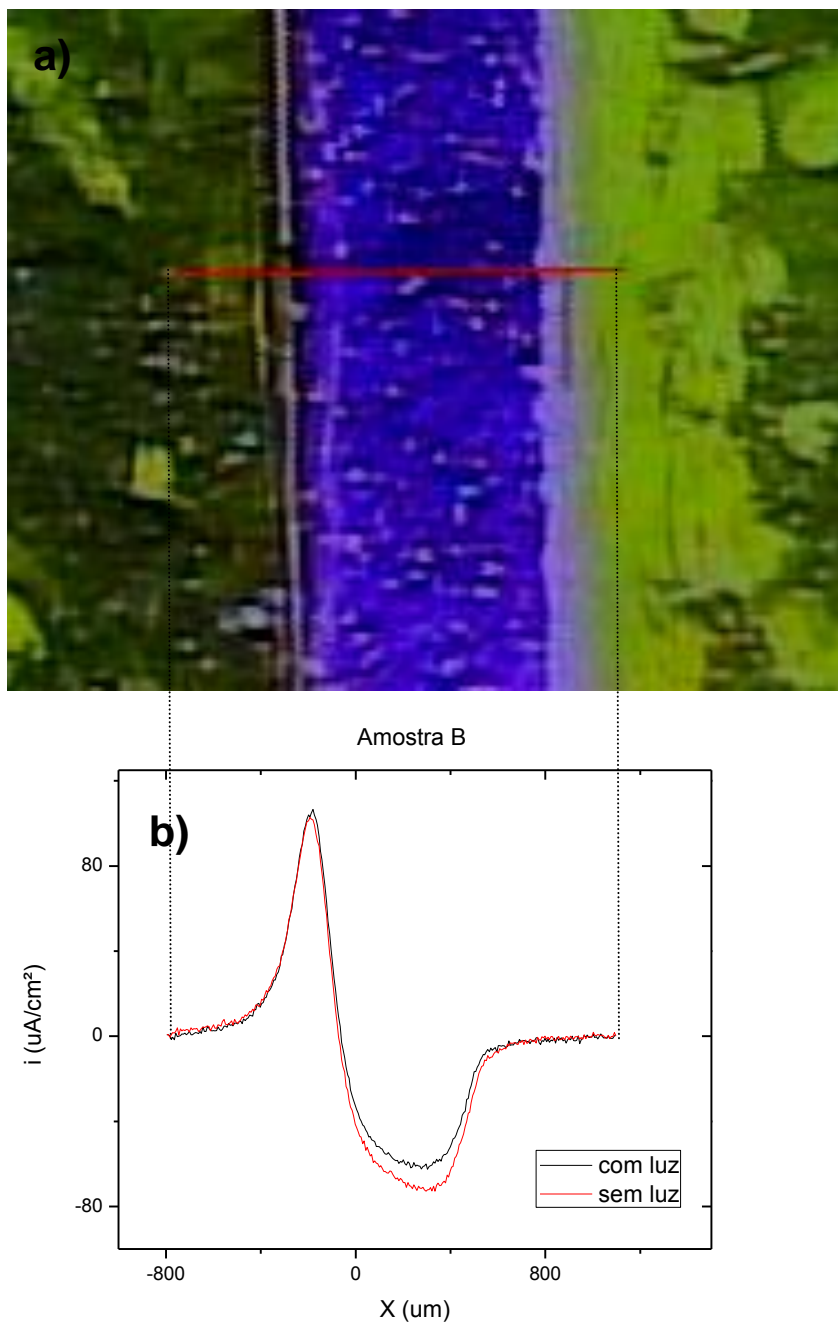 a)
Amostra B
b)
80
0
-80
i (uA/cm²)
com luz
sem luz
-800
0
800
X (um)